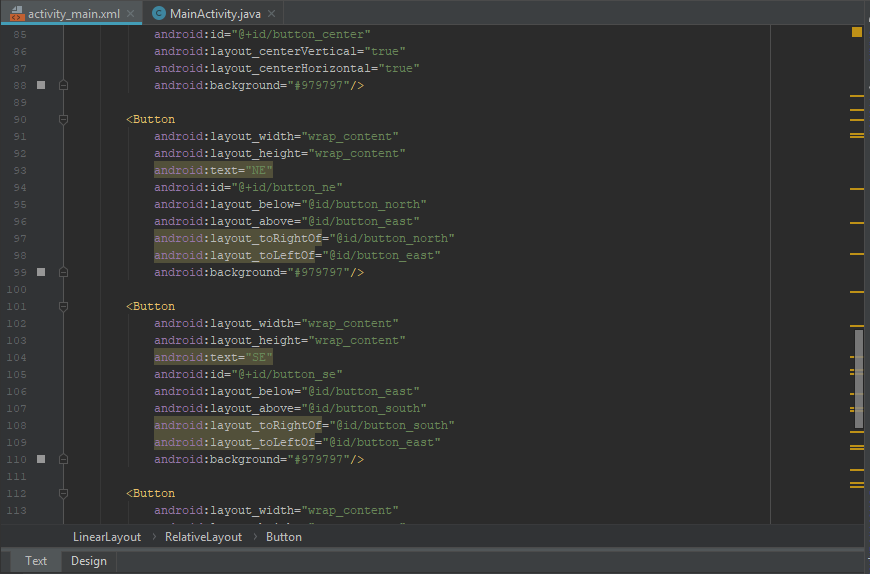 activity_main.xml MainActivity.java
85 android:id="@+id/button_center"
86 android:layout_centerVertical="true"
87 android:layout_centerHorizontal="true"
88 android:background="#979797"/>
89
90 <Button
91 android:layout_width="wrap_content"
92 android:layout_height="wrap_content"
93 android:text="NE"
94 android:id="@+id/button_ne"
95 android:layout_below="@id/button_north"
96 android:layout_above="@id/button_east"
97 android:layout_toRightOf="@id/button_north"
98 android:layout_toLeftOf="@id/button_east"
99 android:background="#979797"/>
100
101 <Button
102 android:layout_width="wrap_content"
103 android:layout_height="wrap_content"
104 android:text="SE"
105 android:id="@+id/button_se"
106 android:layout_below="@id/button_east"
107 android:layout_above="@id/button_south"
108 android:layout_toRightOf="@id/button_south"
109 android:layout_toLeftOf="@id/button_east"
110 android:background="#979797"/>
111
112 <Button
113 android:layout_width="wrap_content"
LinearLayout RelativeLayout Button
Text Design